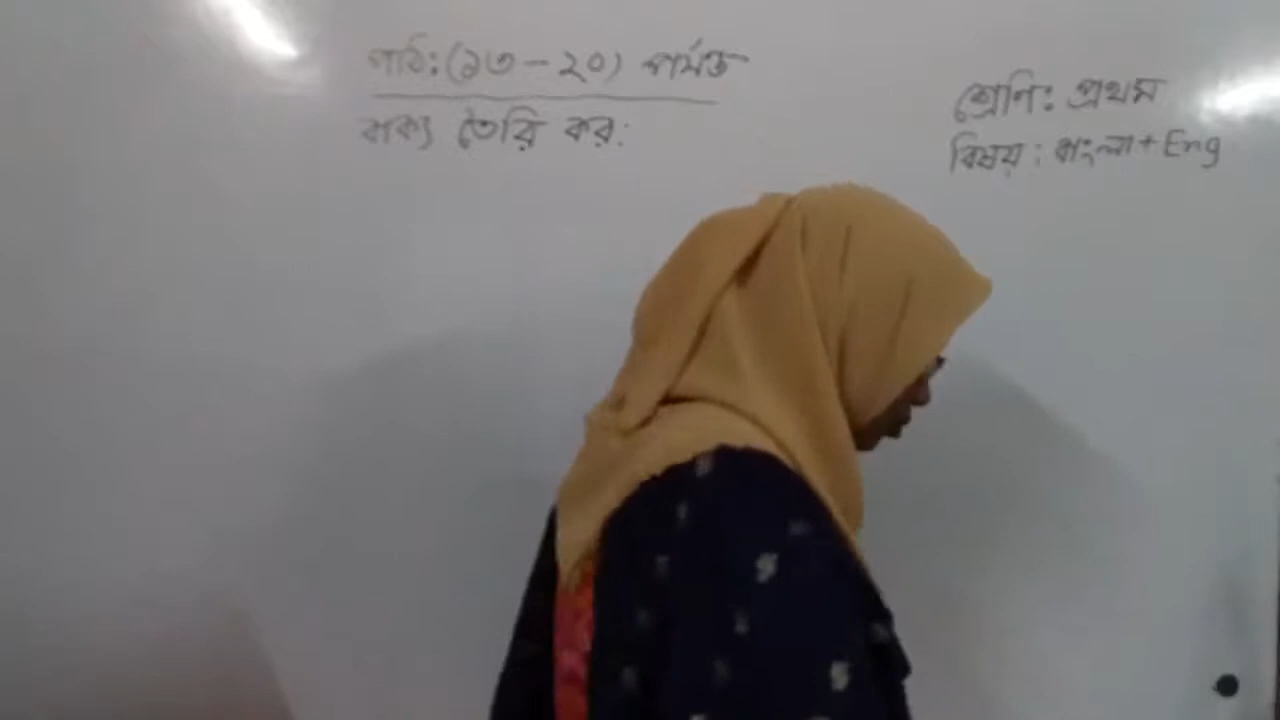 পাঠ: (১৩ - ২০) পর্যন্ত
বাক্য তৈরি কর:
শ্রেণি: প্রথম
বিষয়: বাংলা + Eng